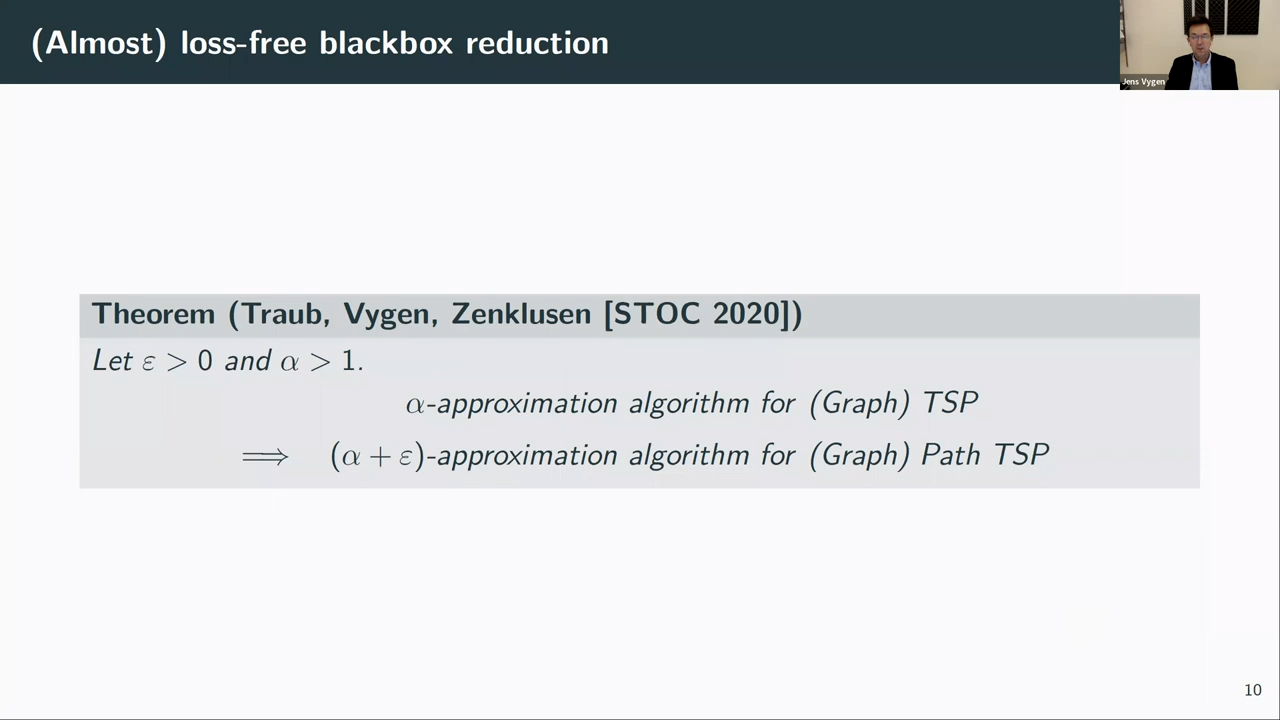 (Almost) loss-free blackbox reduction
Jens Vygen
Theorem (Traub, Vygen, Zenklusen [STOC 2020])
Let ε > 0 and α > 1.
α-approximation algorithm for (Graph) TSP
⟹ (α + ε)-approximation algorithm for (Graph) Path TSP
10